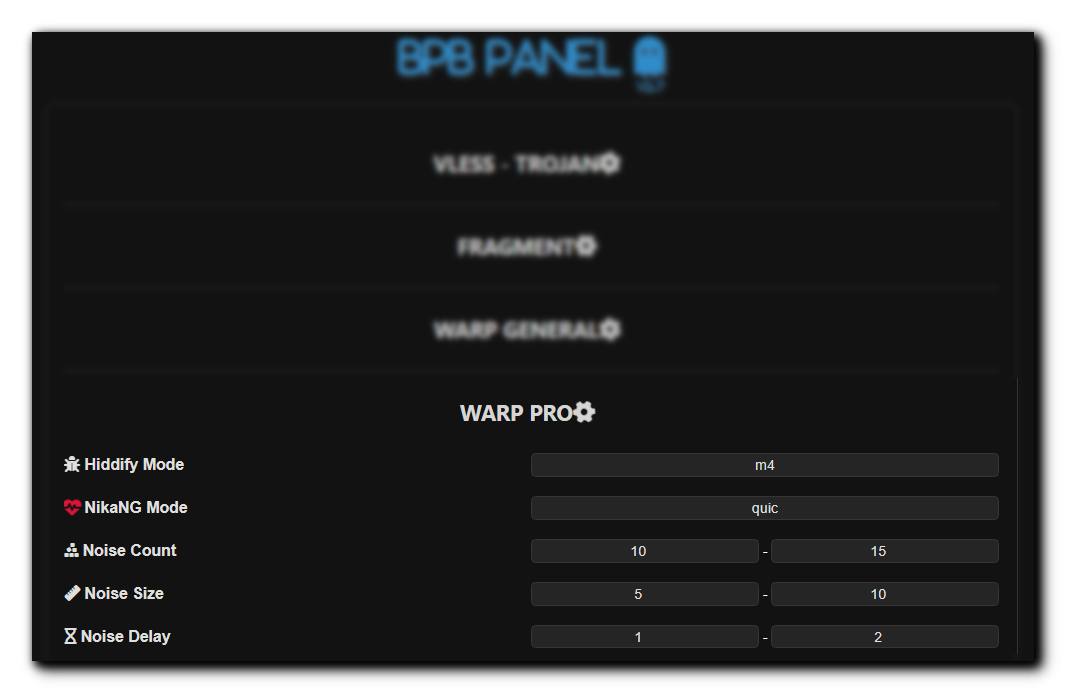 BPB PANEL
VLESS - TROJAN
FRAGMENT
WARP GENERAL
WARP PRO
Hiddify Mode m4
NikaNG Mode quic
Noise Count 10 - 15
Noise Size 5 - 10
Noise Delay 1 - 2